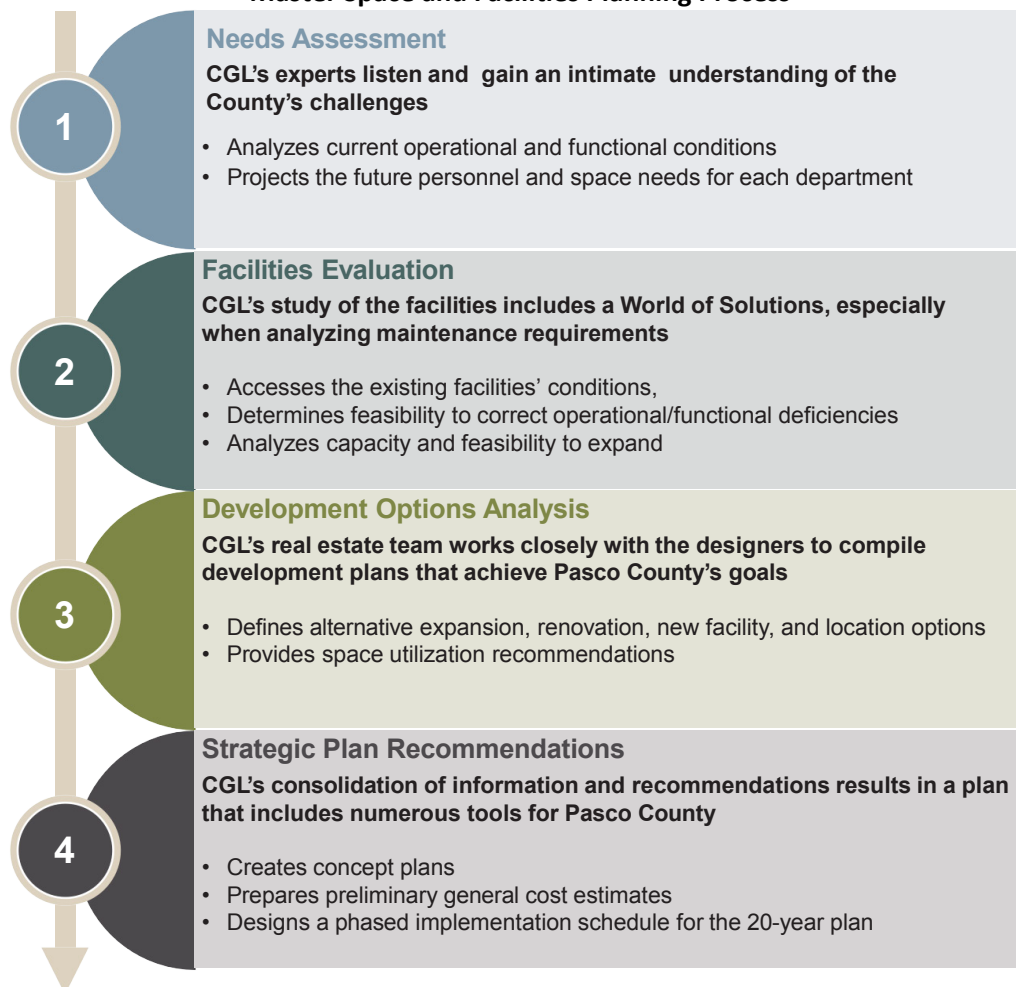 Master Space and Facilities Planning Process
Needs Assessment
CGL's experts listen and gain an intimate understanding of the
County's challenges
1
• Analyzes current operational and functional conditions
• Projects the future personnel and space needs for each department
Facilities Evaluation
CGL's study of the facilities includes a World of Solutions, especially
when analyzing maintenance requirements
2
• Accesses the existing facilities' conditions,
• Determines feasibility to correct operational/functional deficiencies
• Analyzes capacity and feasibility to expand
Development Options Analysis
CGL's real estate team works closely with the designers to compile
development plans that achieve Pasco County's goals
3
• Defines alternative expansion, renovation, new facility, and location options
• Provides space utilization recommendations
Strategic Plan Recommendations
CGL's consolidation of information and recommendations results in a plan
that includes numerous tools for Pasco County
4
• Creates concept plans
• Prepares preliminary general cost estimates
• Designs a phased implementation schedule for the 20-year plan